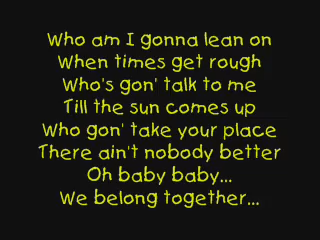 Who am I gonna lean on
When times get rough
Who's gon' talk to me
Till the sun comes up
Who gon' take your place
There ain't nobody better
Oh baby baby...
We belong together...